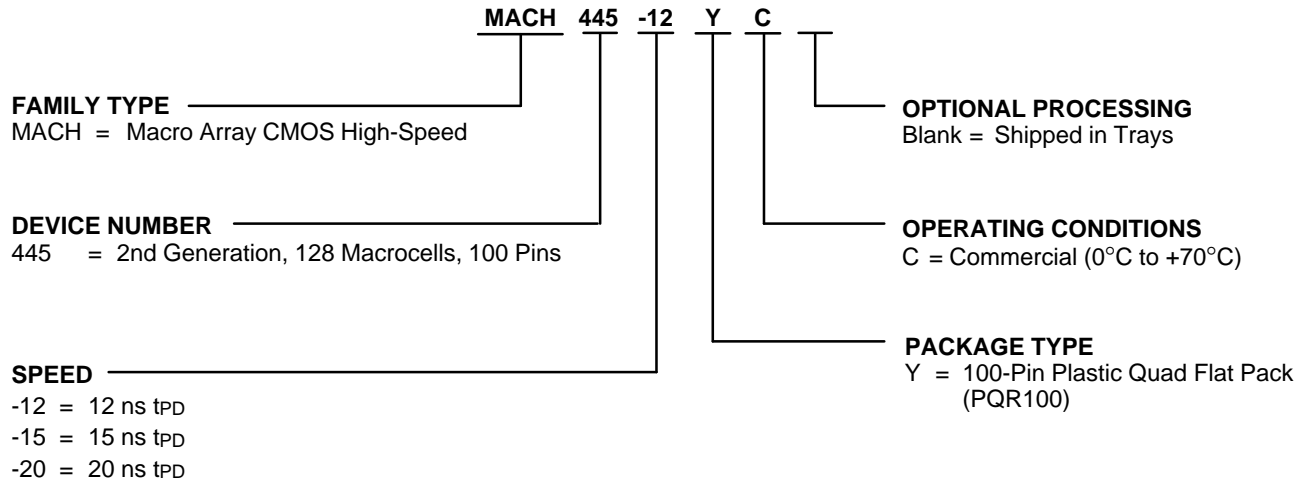 MACH 445 -12 Y C
FAMILY TYPE
MACH = Macro Array CMOS High-Speed
DEVICE NUMBER
445 = 2nd Generation, 128 Macrocells, 100 Pins
SPEED
-12 = 12 ns tPD
-15 = 15 ns tPD
-20 = 20 ns tPD
OPTIONAL PROCESSING
Blank = Shipped in Trays
OPERATING CONDITIONS
C = Commercial (0°C to +70°C)
PACKAGE TYPE
Y = 100-Pin Plastic Quad Flat Pack
(PQR100)